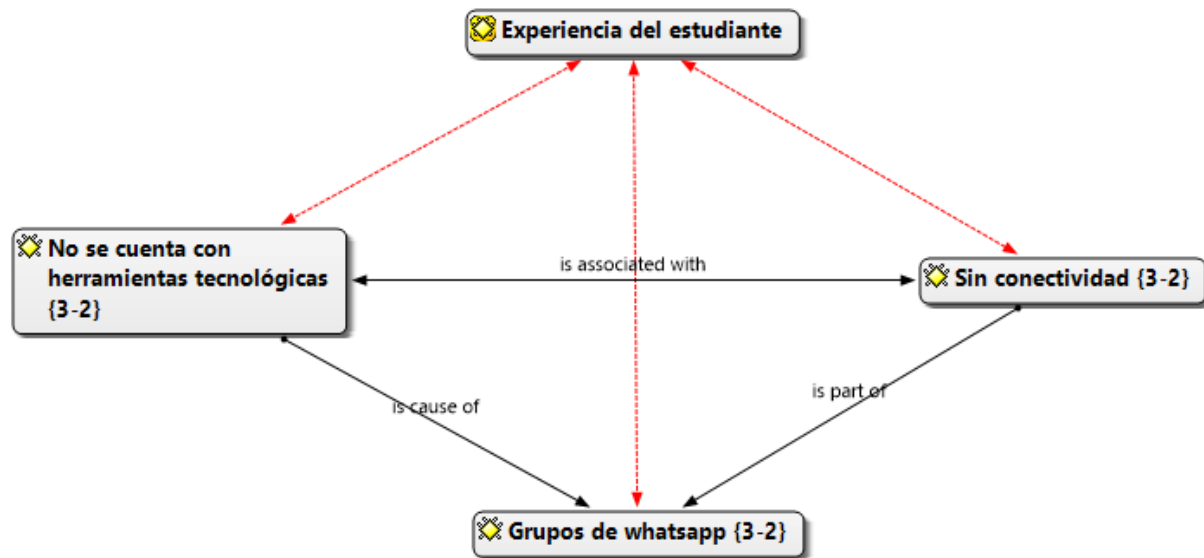 Experiencia del estudiante
No se cuenta con
herramientas tecnológicas
{3-2}
is associated with
Sin conectividad {3-2}
is cause of
is part of
Grupos de whatsapp {3-2}